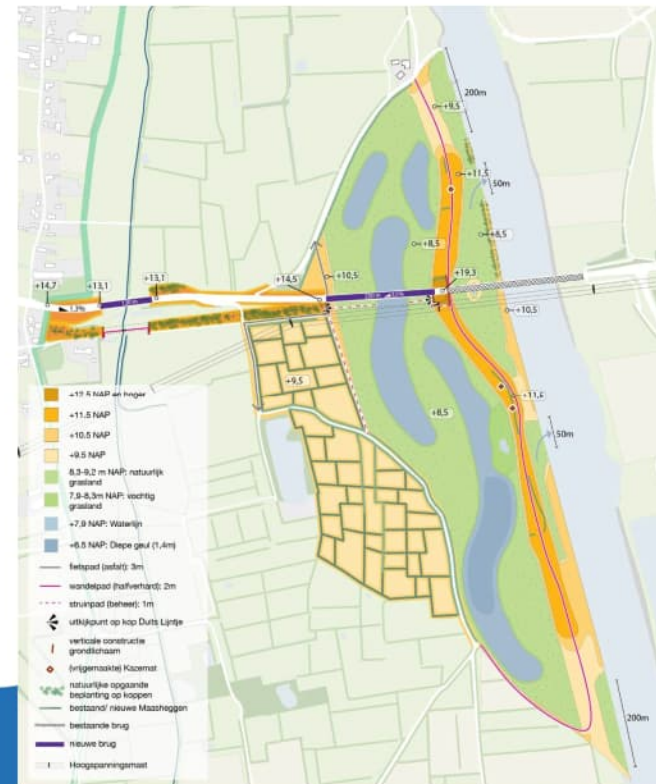 200m
+9,5
+11,5
50m
+8,5
+8,5
+19,3
+14,7
+13,1
+13,1
+14,5
+10,5
+10,5
1,3%
+9,5
+8,5
+11,5
50m
200m
+12.5 NAP en hoger
+11.5 NAP
+10.5 NAP
+9.5 NAP
8,3-9,2 m NAP: natuurlijk
grasland
7,9-8,3m NAP: vochtig
grasland
+7,9 NAP: Waterlijn
+6.5 NAP: Diepe geul (1,4m)
fietspad (asfalt): 3m
wandelpad (halfverhard): 2m
struinpad (beheer): 1m
uitkijkpunt op kop Duits Lijntje
verticale constructie
grondlichaam
(vrijgemaakte) Kazemat
natuurlijke opgaande
beplanting op koppen
bestaand/ nieuwe Maasheggen
bestaande brug
nieuwe brug
Hoogspanningsmast